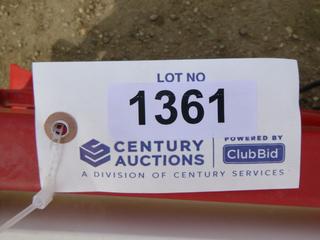 LOT NO
1361
CENTURY
AUCTIONS
POWERED BY
ClubBid
A DIVISION OF CENTURY SERVICES